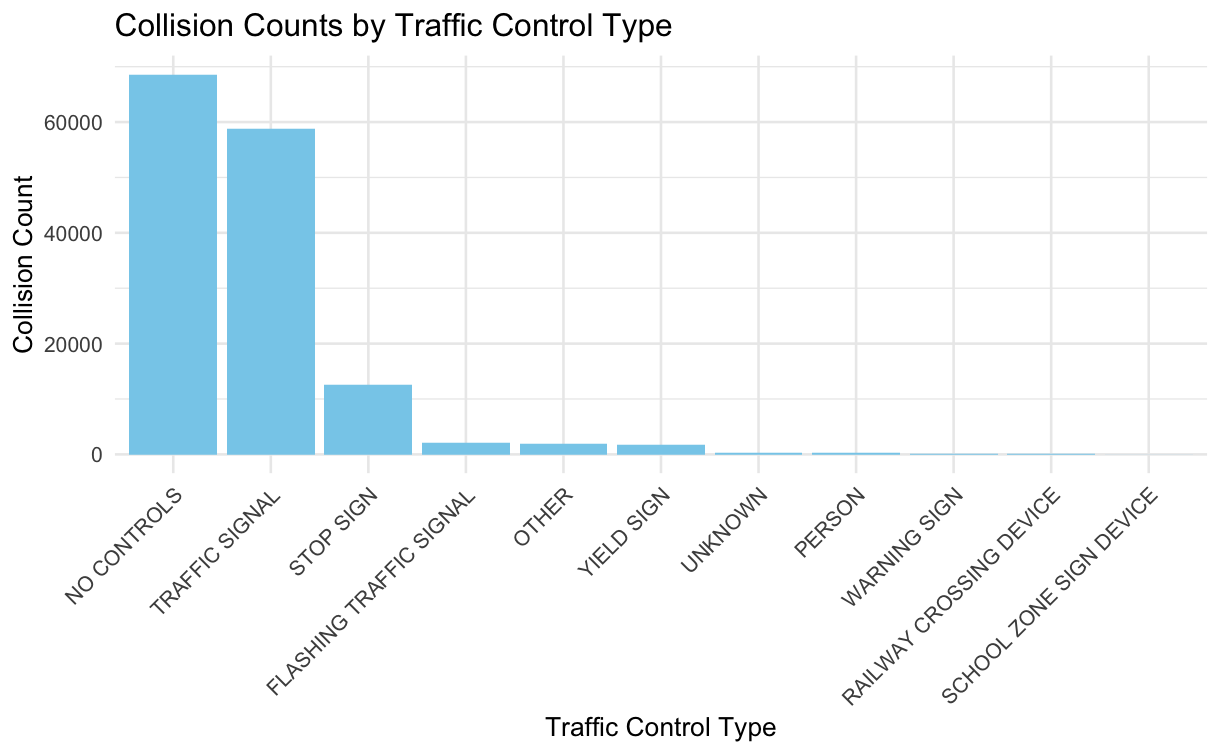 Collision Counts by Traffic Control Type
Collision Count
60000
40000
20000
0
NO CONTROLS
TRAFFIC SIGNAL
STOP SIGN
FLASHING TRAFFIC SIGNAL
OTHER
YIELD SIGN
UNKNOWN
PERSON
WARNING SIGN
RAILWAY CROSSING DEVICE
SCHOOL ZONE SIGN DEVICE
Traffic Control Type